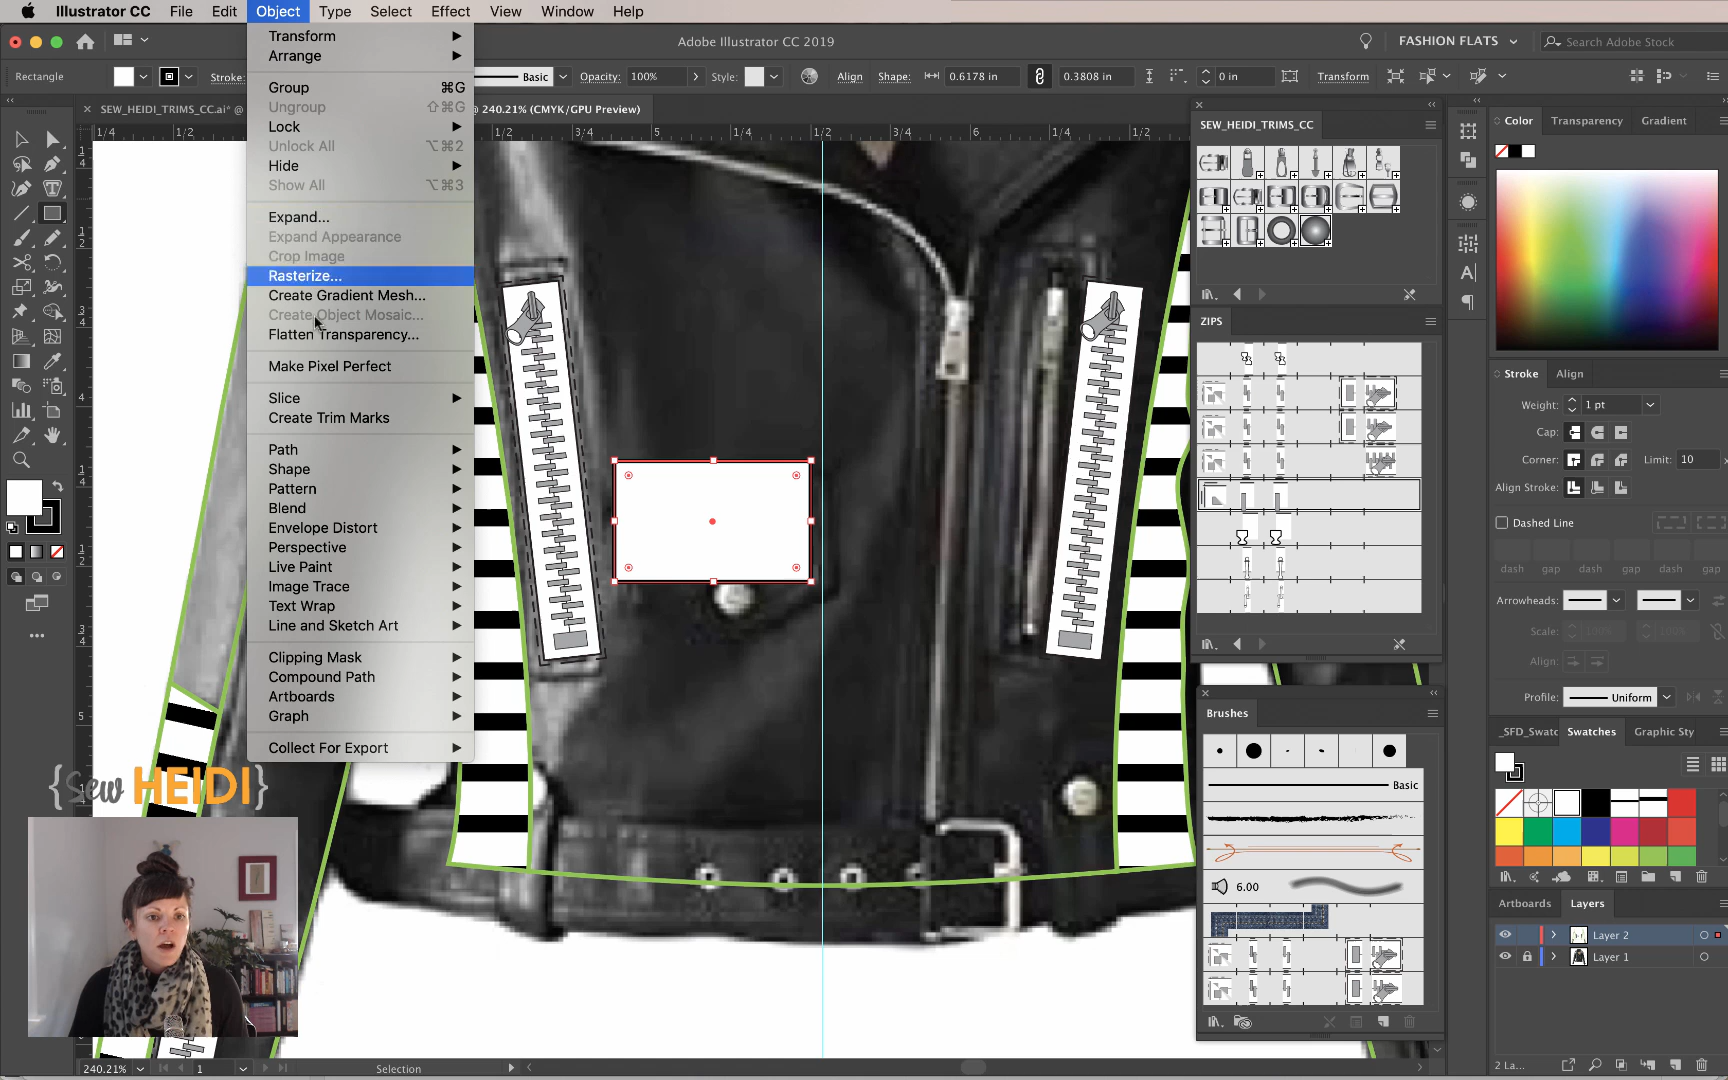 Illustrator CC File Edit Object Type Select Effect View Window Help
Adobe Illustrator CC 2019
FASHION FLATS
Search Adobe Stock
Rectangle
Stroke:
Basic
Opacity: 100%
Style:
Align
Shape:
0.6178 in
0.3808 in
0 in
Transform
SEW_HEIDI_TRIMS_CC.ai* @
@ 240.21% (CMYK/GPU Preview)
1/4 1/2 1/2 3/4 5 1/4 1/2 3/4 6 1/4 1/2
Transform
Arrange
Group ⌘G
Ungroup ⇧⌘G
Lock
Unlock All ⌥⌘2
Hide
Show All ⌥⌘3
Expand...
Expand Appearance
Crop Image
Rasterize...
Create Gradient Mesh...
Create Object Mosaic...
Flatten Transparency...
Make Pixel Perfect
Slice
Create Trim Marks
Path
Shape
Pattern
Blend
Envelope Distort
Perspective
Live Paint
Image Trace
Text Wrap
Line and Sketch Art
Clipping Mask
Compound Path
Artboards
Graph
Collect For Export
{Sew HEIDI}
240.21%
1
Selection
SEW_HEIDI_TRIMS_CC
ZIPS
Brushes
Basic
6.00
Color Transparency Gradient
Stroke Align
Weight: 1 pt
Cap:
Corner:
Limit: 10
Align Stroke:
Dashed Line
dash gap dash gap dash gap
Arrowheads:
Scale: 100% 100%
Align:
Profile: Uniform
_SFD_Swatc Swatches Graphic Sty
Artboards Layers
Layer 2
Layer 1
2 La...